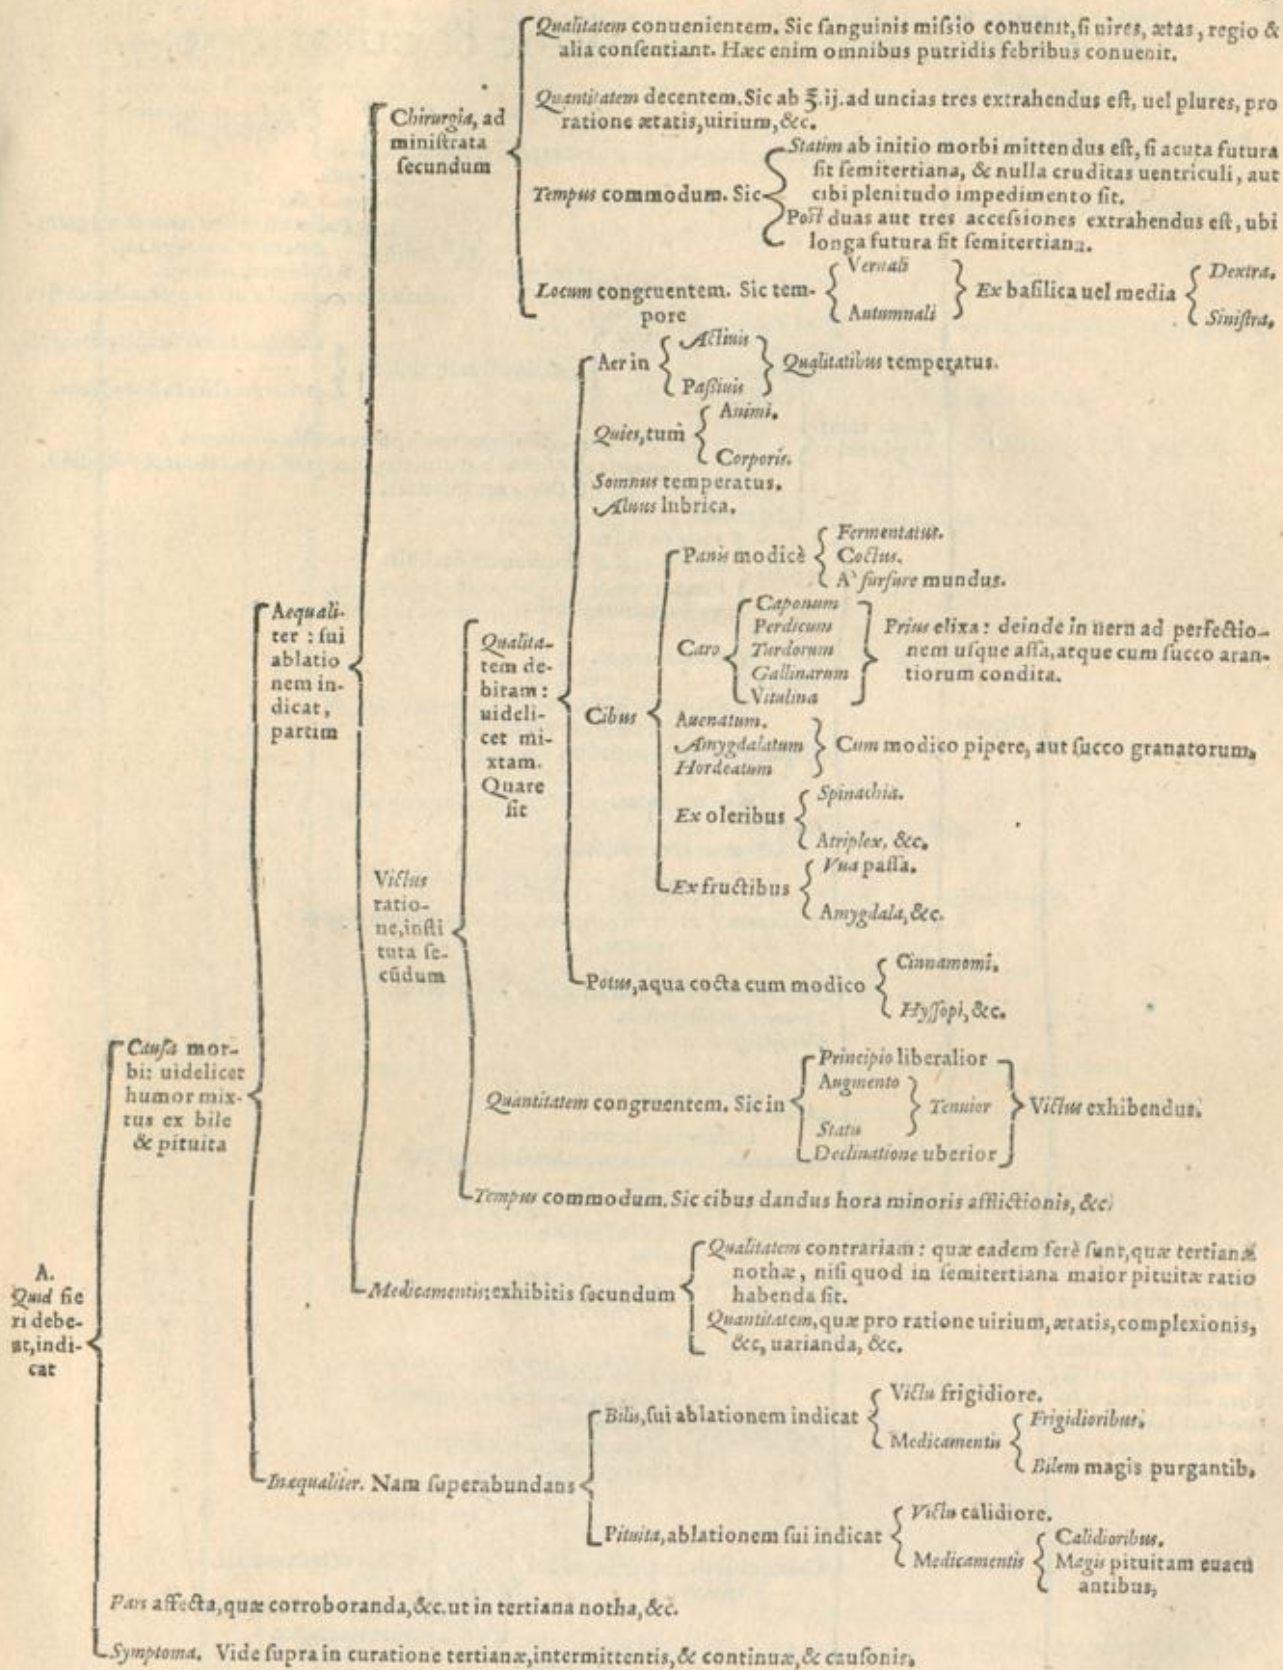 Qualitatem conuenientem. Sic ſanguinis miſsio conuenit, ſi uires, ætas, regio &
alia conſentiant. Hæc enim omnibus putridis febribus conuenit.
Quantitatem decentem. Sic ab ℥.ij. ad uncias tres extrahendus eſt, uel plures, pro
ratione ætatis, uirium, &c.
Chirurgia, ad
miniſtrata
ſecundum
Tempus commodum. Sic
Statim ab initio morbi mittendus eſt, ſi acuta futura
ſit ſemitertiana, & nulla cruditas uentriculi, aut
cibi plenitudo impedimento ſit.
Poſt duas aut tres acceſsiones extrahendus eſt, ubi
longa futura ſit ſemitertiana.
Locum congruentem. Sic tem-
pore
Vernali
Autumnali
Ex baſilica uel media
Dextra.
Siniſtra.
Aer in
Actiuis
Paſsiuis
Qualitatibus temperatus.
Quies, tum
Animi.
Corporis.
Somnus temperatus.
Aluus lubrica.
Panis modicè
Fermentatus.
Coctus.
A` furfure mundus.
Aequali-
ter : ſui
ablatio
nem in-
dicat,
partim
Qualita-
tem de-
bitam :
uideli-
cet mi-
xtam.
Quare
ſit
Caro
Caponum
Perdicum
Turdorum
Gallinarum
Vitulina
Prius elixa : deinde in ueru ad perfectio-
nem uſque aſſa, atque cum ſucco aran-
tiorum condita.
Cibus
Auenatum.
Amygdalatum
Hordeatum
Cum modico pipere, aut ſucco granatorum.
Ex oleribus
Spinachia.
Atriplex, &c.
Victus
ratio-
ne, inſti
tuta ſe-
cūdum
Ex fructibus
Vua paſſa.
Amygdala, &c.
Potus, aqua cocta cum modico
Cinnamomi.
Hyſſopi, &c.
Cauſa mor-
bi: uidelicet
humor mix-
tus ex bile
& pituita
Quantitatem congruentem. Sic in
Principio liberalior
Augmento
Statu
Tenuior
Declinatione uberior
Victus exhibendus.
Tempus commodum. Sic cibus dandus hora minoris afflictionis, &c.
A.
Quid fie
ri debe-
at, indi-
cat
Medicamentis: exhibitis ſecundum
Qualitatem contrariam : quæ eadem ferè ſunt, quæ tertianæ
nothæ, niſi quod in ſemitertiana maior pituitæ ratio
habenda ſit.
Quantitatem, quæ pro ratione uirium, ætatis, complexionis,
&c, uarianda, &c.
Inæqualiter. Nam ſuperabundans
Bilis, ſui ablationem indicat
Victu frigidiore.
Medicamentis
Frigidioribus.
Bilem magis purgantib.
Pituita, ablationem ſui indicat
Victu calidiore.
Medicamentis
Calidioribus.
Magis pituitam euacu
antibus,
Pars affecta, quæ corroboranda, &c. ut in tertiana notha, &c.
Symptoma. Vide ſupra in curatione tertianæ, intermittentis, & continuæ, & cauſonis.